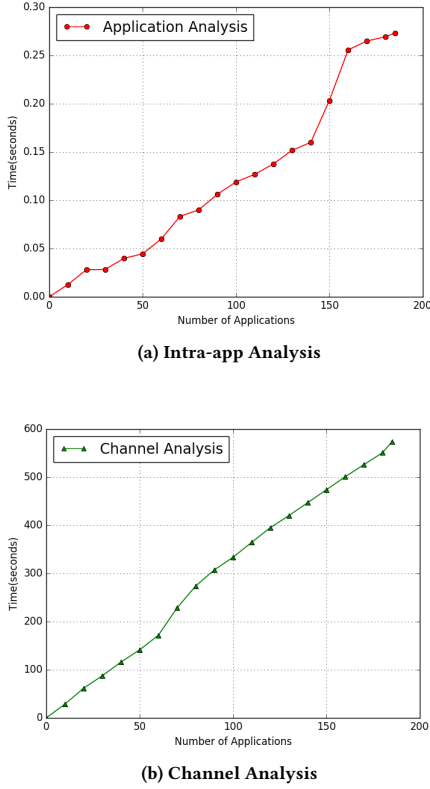 0.30
Application Analysis
0.25
0.20
0.15
0.10
0.05
0.00
Time(seconds)
0 50 100 150 200
Number of Applications
(a) Intra-app Analysis
600
Channel Analysis
500
400
300
200
100
0
Time(seconds)
0 50 100 150 200
Number of Applications
(b) Channel Analysis